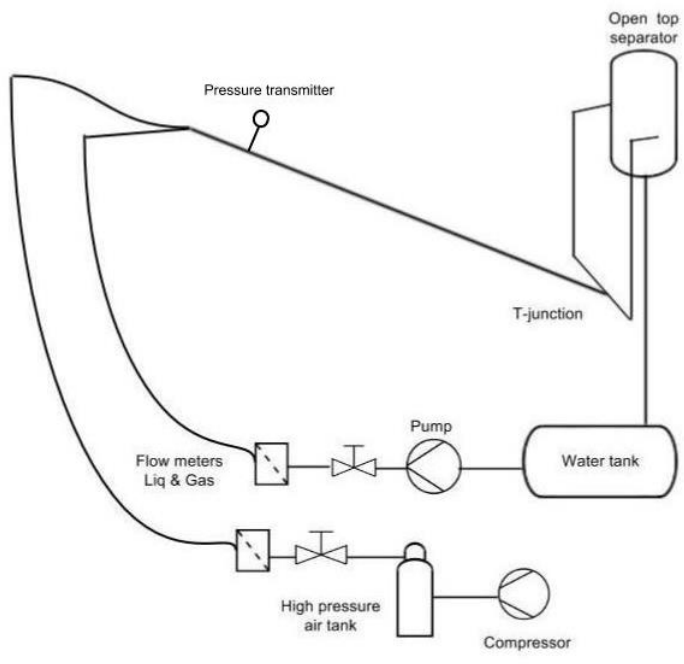 Open top
separator
Pressure transmitter
T-junction
Pump
Flow meters
Liq & Gas
Water tank
High pressure
air tank
Compressor